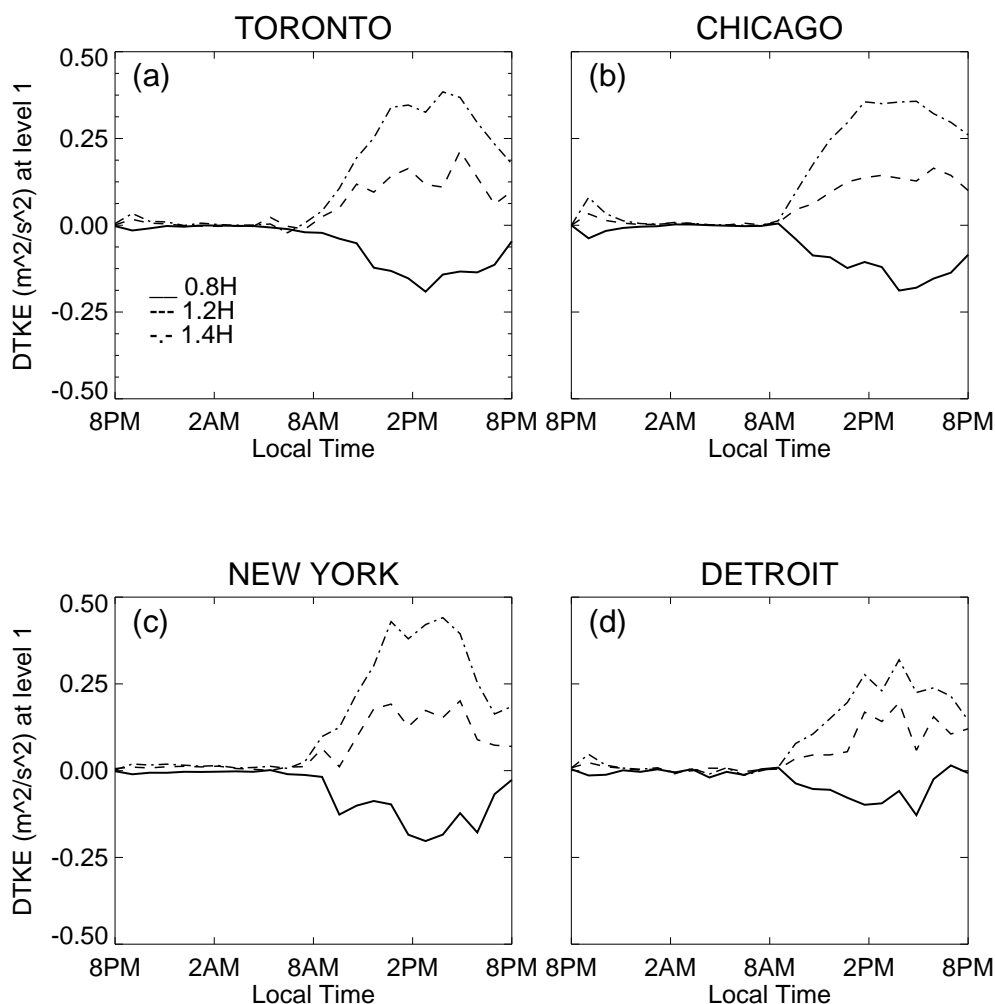 TORONTO
CHICAGO
DTKE (m^2/s^2) at level 1
0.50
0.25
0.00
-0.25
-0.50
(a)
(b)
__ 0.8H
--- 1.2H
-.- 1.4H
8PM 2AM 8AM 2PM 8PM
8PM 2AM 8AM 2PM 8PM
Local Time
Local Time
NEW YORK
DETROIT
DTKE (m^2/s^2) at level 1
0.50
0.25
0.00
-0.25
-0.50
(c)
(d)
8PM 2AM 8AM 2PM 8PM
8PM 2AM 8AM 2PM 8PM
Local Time
Local Time